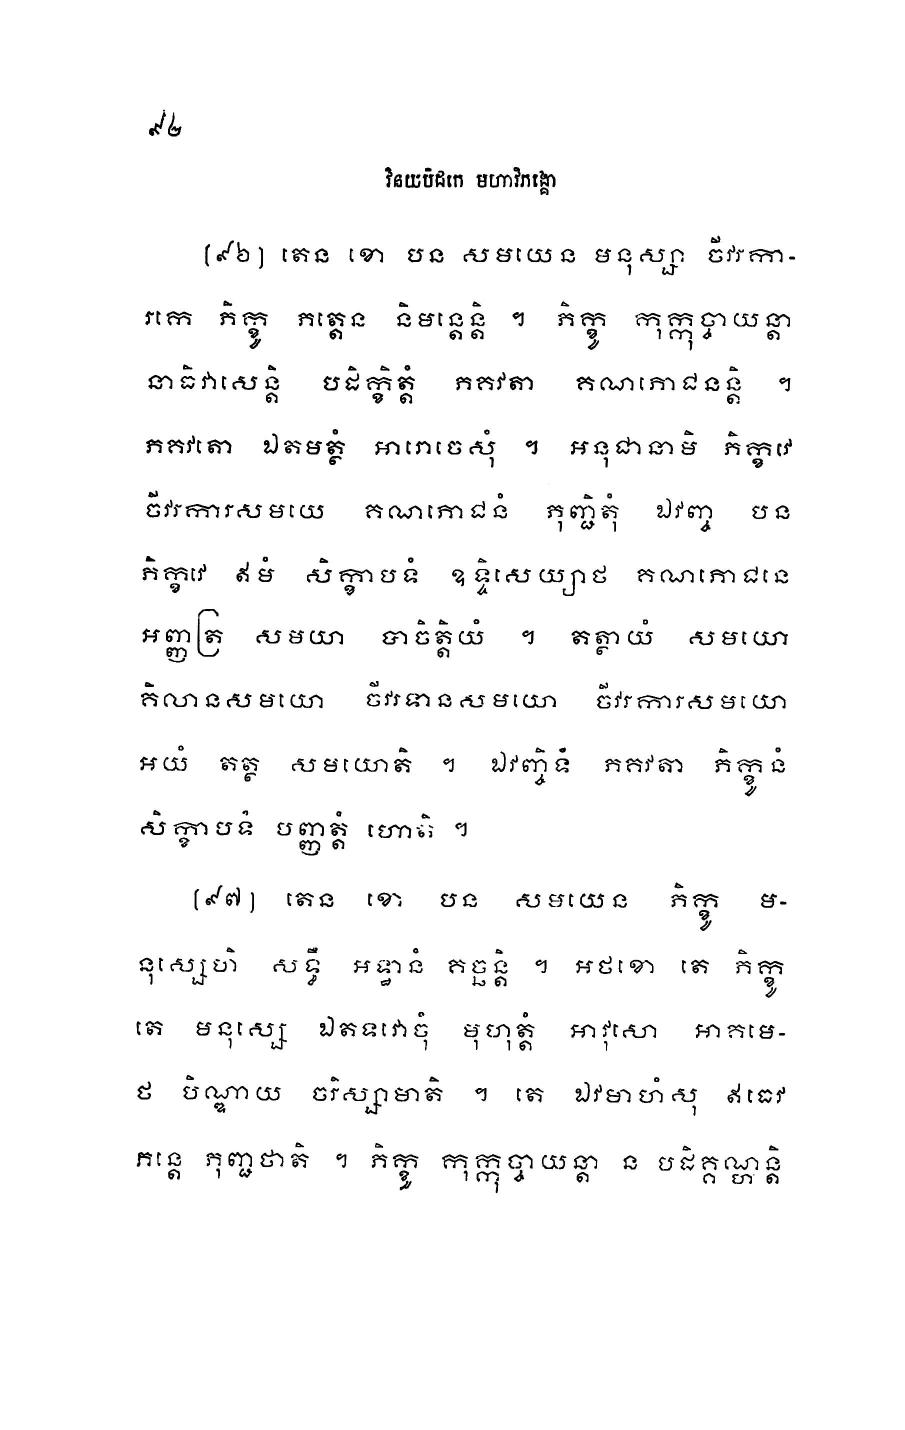 ៩២
វិនយបិដកេ មហាវិភង្គោ
(៩៦) តេន ខោ បន សមយេន មនុស្សា ចីវរកា-
រកេ ភិក្ខូ ភត្តេន និមន្តេន្តិ ។ ភិក្ខូ កុក្កុច្ចាយន្តា
នាធិវាសេន្តិ បដិក្ខិត្តំ ភគវតា គណភោជនន្តិ ។
ភគវតោ ឯតមត្ថំ អារោចេសុំ ។ អនុជានាមិ ភិក្ខវេ
ចីវរការសមយេ គណភោជនំ ភុញ្ជិតុំ ឯវញ្ច បន
ភិក្ខវេ ឥមំ សិក្ខាបទំ ឧទ្ទិសេយ្យាថ គណភោជនេ
អញ្ញត្រ សមយា បាចិត្តិយំ ។ តត្ថាយំ សមយោ
គិលានសមយោ ចីវរទានសមយោ ចីវរការសមយោ
អយំ តត្ថ សមយោតិ ។ ឯវញ្ចិទំ ភគវតា ភិក្ខូនំ
សិក្ខាបទំ បញ្ញត្តំ ហោតិ ។
(៩៧) តេន ខោ បន សមយេន ភិក្ខូ ម-
នុស្សេហិ សទ្ធឹ អទ្ធានំ គច្ឆន្តិ ។ អថខោ តេ ភិក្ខូ
តេ មនុស្សេ ឯតទវោចុំ មុហុត្តំ អាវុសោ អាគមេ-
ថ បិណ្ឌាយ ចរិស្សាមាតិ ។ តេ ឯវមាហំសុ ឥធេវ
ភន្តេ ភុញ្ជថាតិ ។ ភិក្ខូ កុក្កុច្ចាយន្តា ន បដិគ្គណ្ហន្តិ